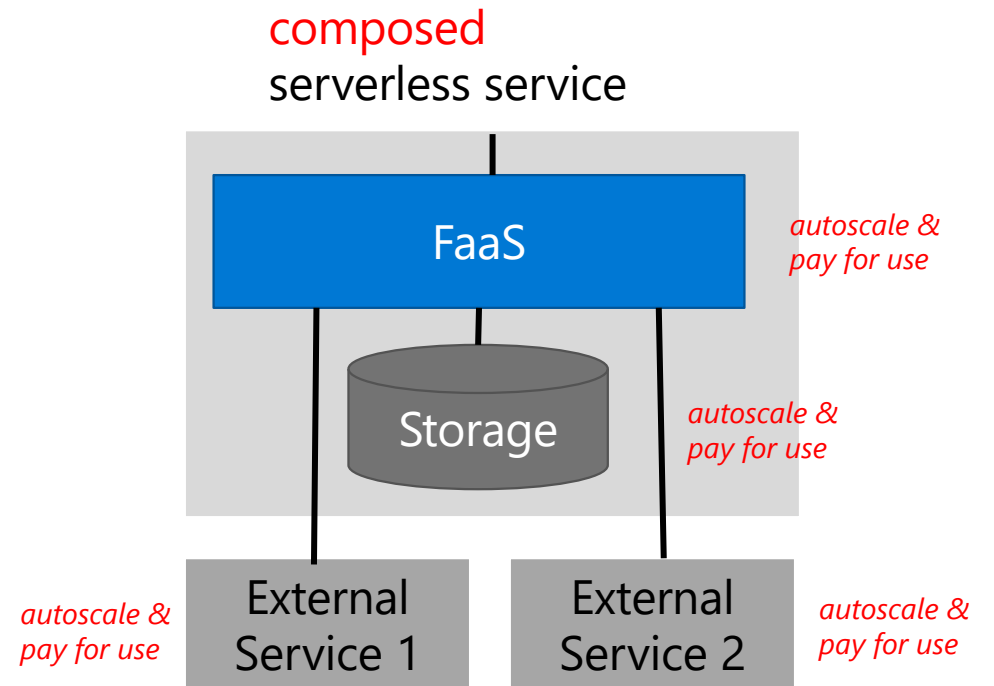 composed
serverless service
FaaS
autoscale &
pay for use
Storage
autoscale &
pay for use
External
Service 1
External
Service 2
autoscale &
pay for use
autoscale &
pay for use